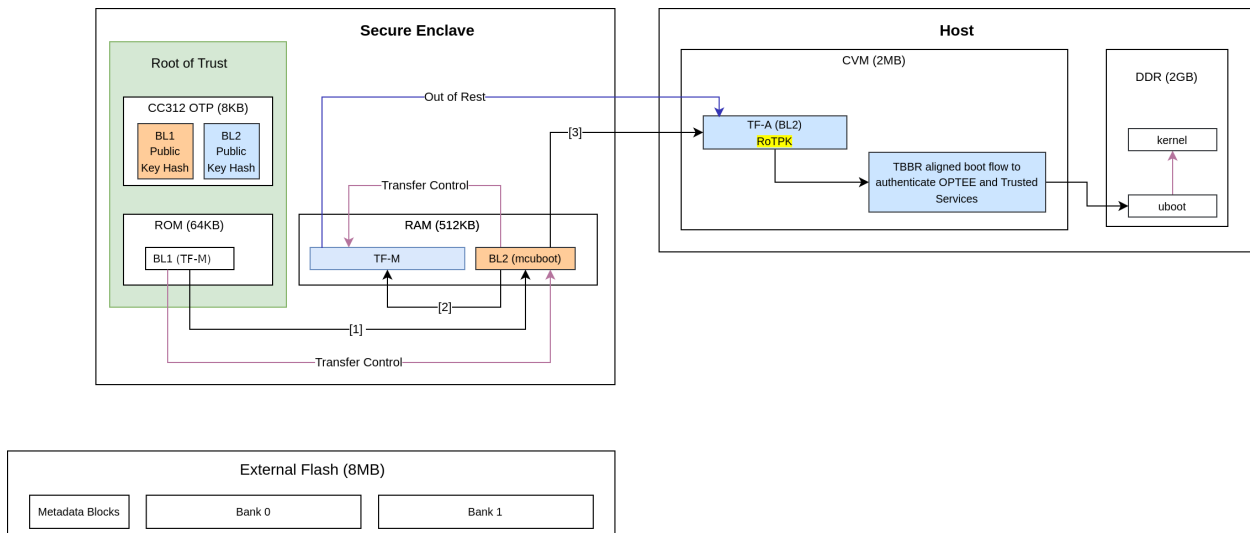 Secure Enclave
Root of Trust
CC312 OTP (8KB)
BL1
Public
Key Hash
BL2
Public
Key Hash
ROM (64KB)
BL1 (TF-M)
RAM (512KB)
TF-M
BL2 (mcuboot)
Out of Rest
Transfer Control
[1]
[2]
[3]
Transfer Control
Host
CVM (2MB)
TF-A (BL2)
RoTPK
TBBR aligned boot flow to
authenticate OPTEE and Trusted
Services
DDR (2GB)
kernel
uboot
External Flash (8MB)
Metadata Blocks
Bank 0
Bank 1